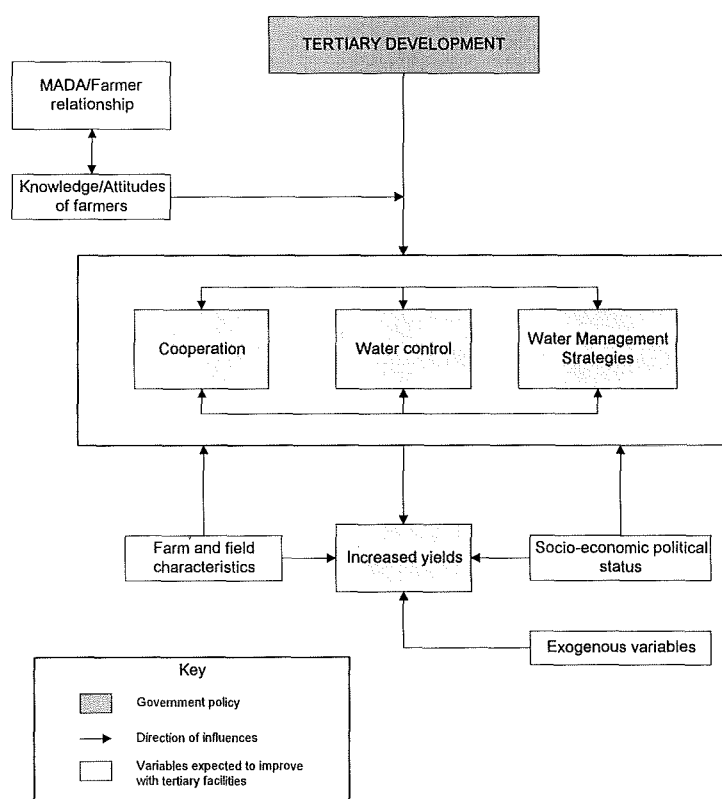 TERTIARY DEVELOPMENT
MADA/Farmer
relationship
Knowledge/Attitudes
of farmers
Cooperation
Water control
Water Management
Strategies
Farm and field
characteristics
Increased yields
Socio-economic political
status
Exogenous variables
Key
Government policy
Direction of influences
Variables expected to improve
with tertiary facilities